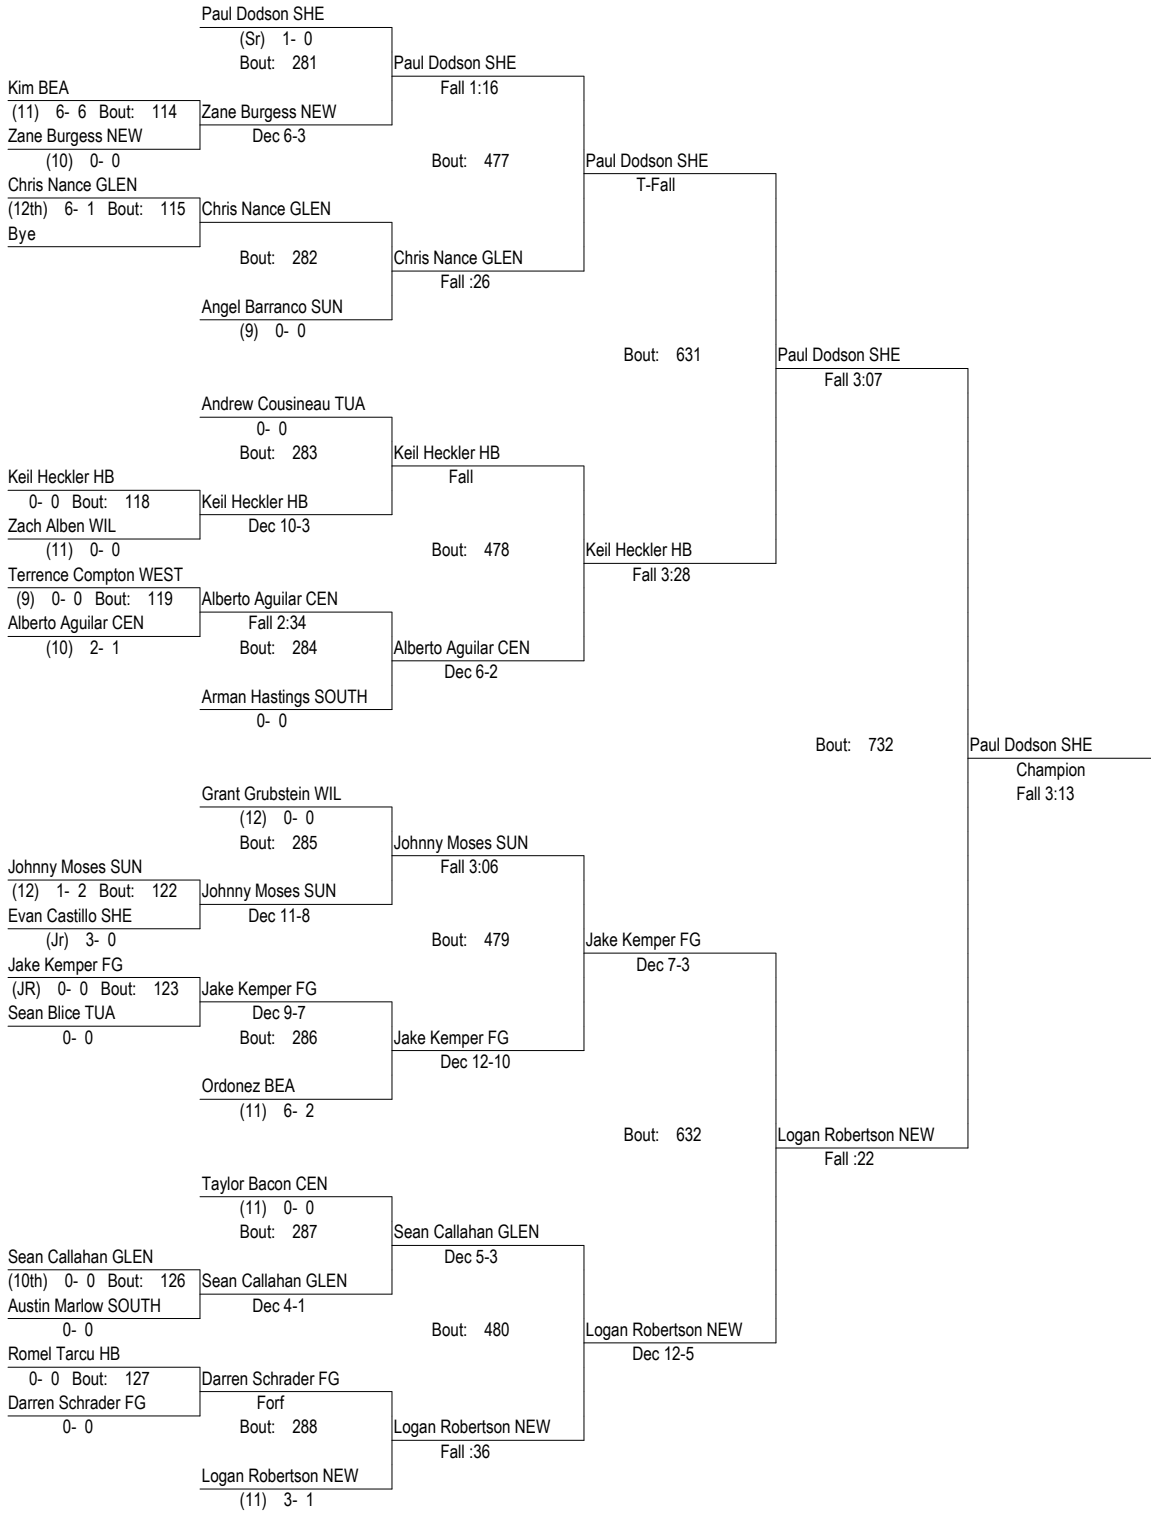 Paul Dodson SHE
(Sr) 1- 0
Bout: 281
Paul Dodson SHE
Fall 1:16
Kim BEA
(11) 6- 6 Bout: 114
Zane Burgess NEW
Zane Burgess NEW
Dec 6-3
(10) 0- 0
Bout: 477
Paul Dodson SHE
T-Fall
Chris Nance GLEN
(12th) 6- 1 Bout: 115
Chris Nance GLEN
Bye
Bout: 282
Chris Nance GLEN
Fall :26
Angel Barranco SUN
(9) 0- 0
Bout: 631
Paul Dodson SHE
Fall 3:07
Andrew Cousineau TUA
0- 0
Bout: 283
Keil Heckler HB
Fall
Keil Heckler HB
0- 0 Bout: 118
Keil Heckler HB
Zach Alben WIL
Dec 10-3
(11) 0- 0
Bout: 478
Keil Heckler HB
Fall 3:28
Terrence Compton WEST
(9) 0- 0 Bout: 119
Alberto Aguilar CEN
Alberto Aguilar CEN
Fall 2:34
(10) 2- 1
Bout: 284
Alberto Aguilar CEN
Dec 6-2
Arman Hastings SOUTH
0- 0
Bout: 732
Paul Dodson SHE
Champion
Fall 3:13
Grant Grubstein WIL
(12) 0- 0
Bout: 285
Johnny Moses SUN
Fall 3:06
Johnny Moses SUN
(12) 1- 2 Bout: 122
Johnny Moses SUN
Evan Castillo SHE
Dec 11-8
(Jr) 3- 0
Bout: 479
Jake Kemper FG
Dec 7-3
Jake Kemper FG
(JR) 0- 0 Bout: 123
Jake Kemper FG
Sean Blice TUA
Dec 9-7
0- 0
Bout: 286
Jake Kemper FG
Dec 12-10
Ordonez BEA
(11) 6- 2
Bout: 632
Logan Robertson NEW
Fall :22
Taylor Bacon CEN
(11) 0- 0
Bout: 287
Sean Callahan GLEN
Dec 5-3
Sean Callahan GLEN
(10th) 0- 0 Bout: 126
Sean Callahan GLEN
Austin Marlow SOUTH
Dec 4-1
0- 0
Bout: 480
Logan Robertson NEW
Dec 12-5
Romel Tarcu HB
0- 0 Bout: 127
Darren Schrader FG
Darren Schrader FG
Forf
0- 0
Bout: 288
Logan Robertson NEW
Fall :36
Logan Robertson NEW
(11) 3- 1